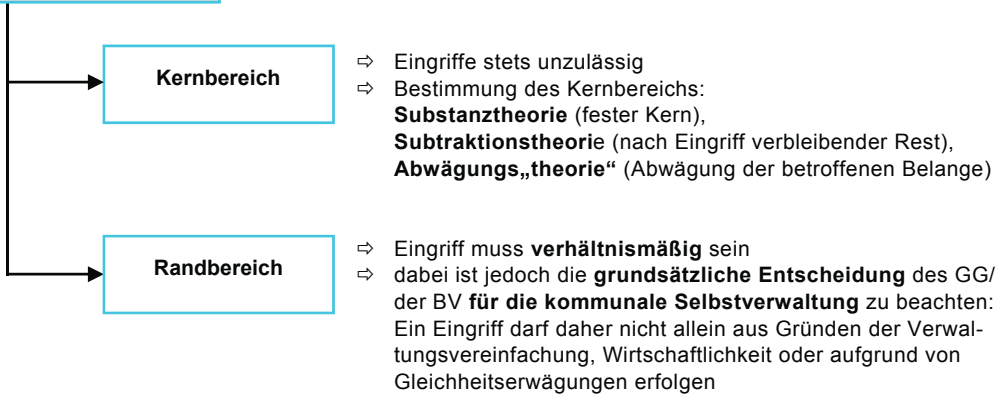 Kernbereich
⇨ Eingriffe stets unzulässig
⇨ Bestimmung des Kernbereichs:
Substanztheorie (fester Kern),
Subtraktionstheorie (nach Eingriff verbleibender Rest),
Abwägungs„theorie“ (Abwägung der betroffenen Belange)
Randbereich
⇨ Eingriff muss verhältnismäßig sein
⇨ dabei ist jedoch die grundsätzliche Entscheidung des GG/
der BV für die kommunale Selbstverwaltung zu beachten:
Ein Eingriff darf daher nicht allein aus Gründen der Verwal-
tungsvereinfachung, Wirtschaftlichkeit oder aufgrund von
Gleichheitserwägungen erfolgen